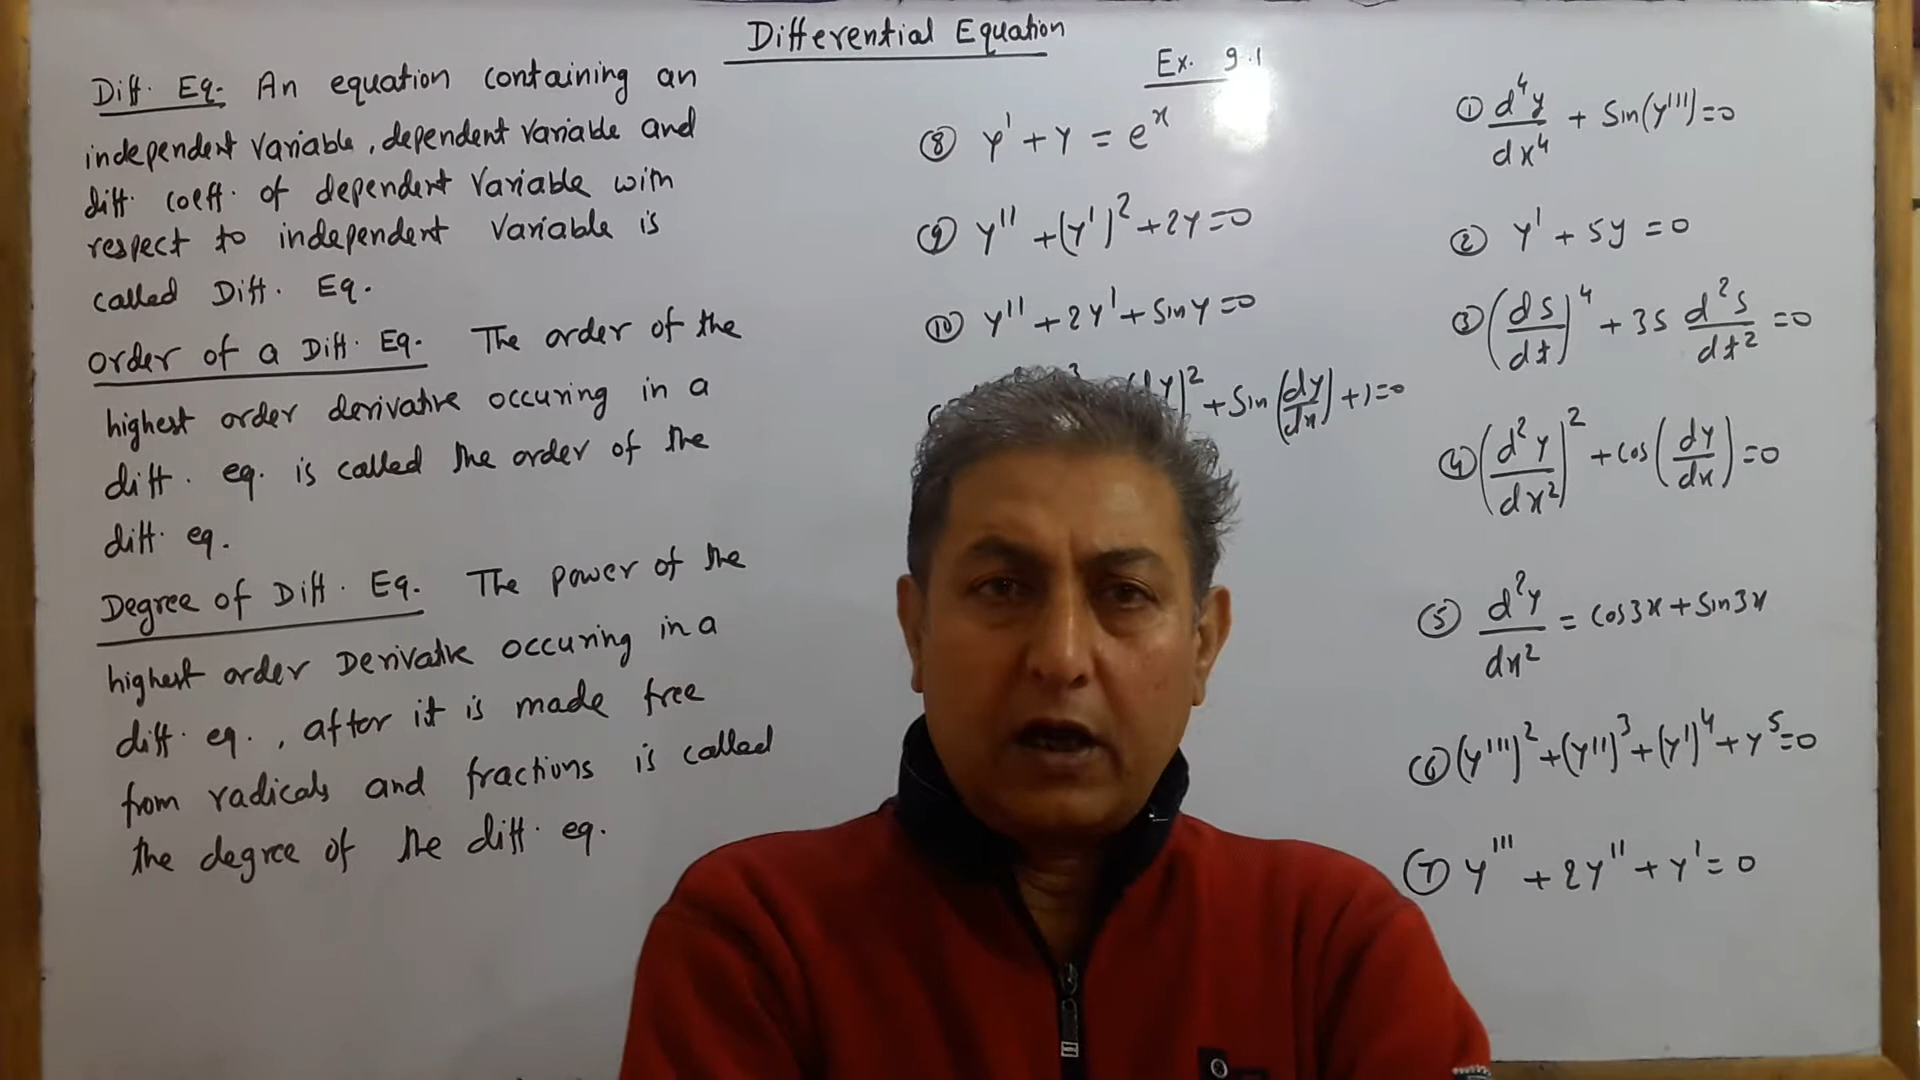 Differential Equation
Diff. Eq. An equation containing an
independent variable, dependent variable and
diff. coeff. of dependent variable with
respect to independent variable is
called Diff. Eq.
Order of a Diff. Eq. The order of the
highest order derivative occuring in a
diff. eq. is called the order of the
diff. eq.
Degree of Diff. Eq. The power of the
highest order Derivative occuring in a
diff. eq., after it is made free
from radicals and fractions is called
the degree of the diff. eq.
Ex. 9.1
⑧ y' + y = e^x
⑨ y'' + (y')^2 + 2y = 0
⑩ y'' + 2y' + sin y = 0
)^2 + sin(dy/dx) + 1 = 0
① d^4y/dx^4 + sin(y''') = 0
② y' + 5y = 0
③ (ds/dt)^4 + 3s d^2s/dt^2 = 0
④ (d^2y/dx^2)^2 + cos(dy/dx) = 0
⑤ d^2y/dx^2 = cos3x + sin3x
⑥ (y''')^2 + (y'')^3 + (y')^4 + y^5 = 0
⑦ y''' + 2y'' + y' = 0